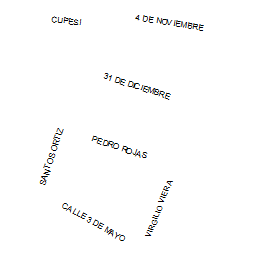 CUPESI
4 DE NOVIEMBRE
31 DE DICIEMBRE
PEDRO ROJAS
SANTOS ORTIZ
VIRGILIO VIERA
CALLE 3 DE MAYO